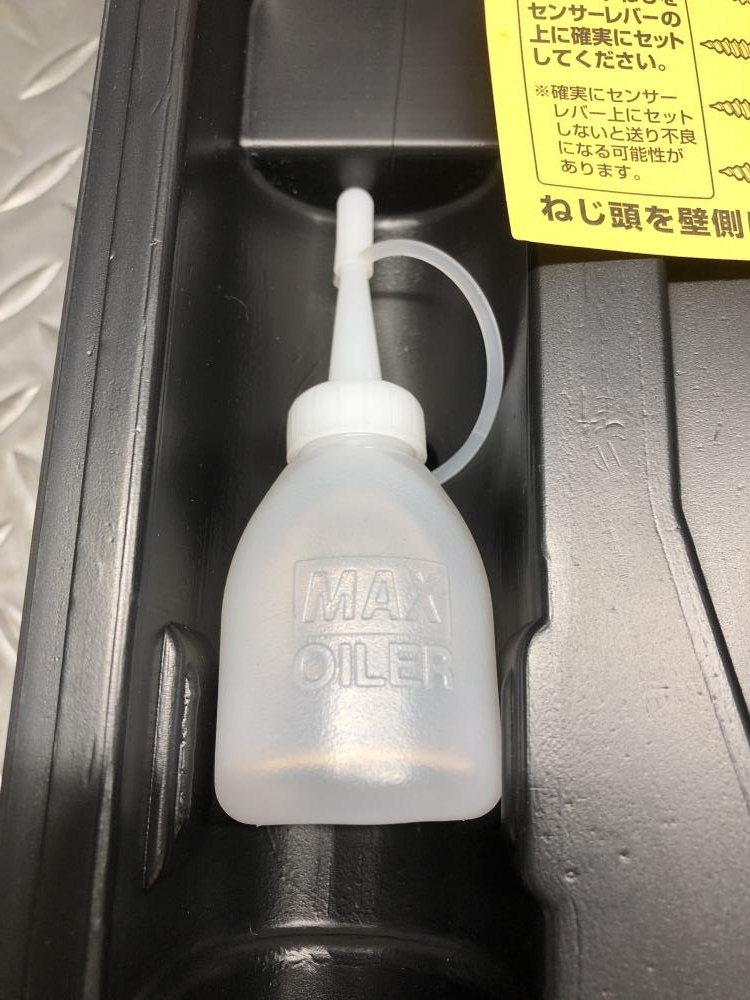 センサーレバーの
上に確実にセット
してください。
※確実にセンサー
レバー上にセット
しないと送り不良
になる可能性が
あります。
ねじ頭を壁側
MAX
OILER